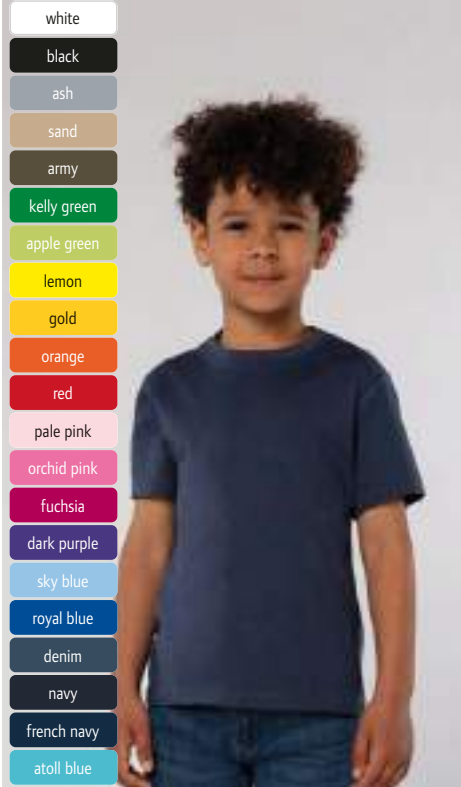 white
black
ash
sand
army
kelly green
apple green
lemon
gold
orange
red
pale pink
orchid pink
fuchsia
dark purple
sky blue
royal blue
denim
navy
french navy
atoll blue